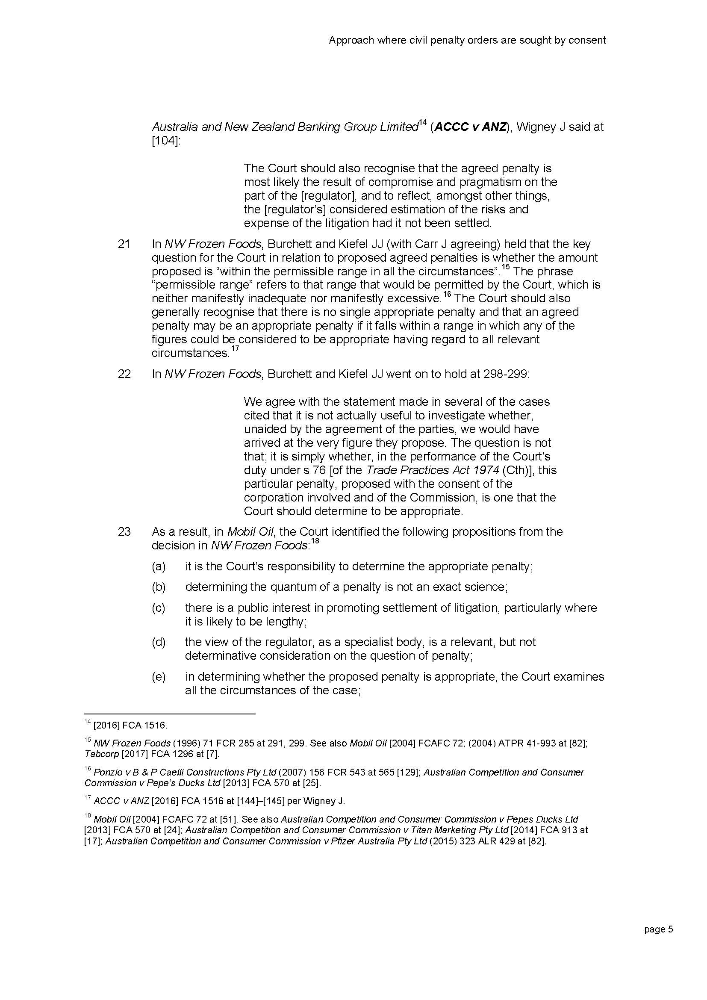 Approach where civil penalty orders are sought by consent
Australia and New Zealand Banking Group Limited14 (ACCC v ANZ), Wigney J said at
[104]:
The Court should also recognise that the agreed penalty is
most likely the result of compromise and pragmatism on the
part of the [regulator], and to reflect, amongst other things,
the [regulator’s] considered estimation of the risks and
expense of the litigation had it not been settled.
21 In NW Frozen Foods, Burchett and Kiefel JJ (with Carr J agreeing) held that the key
question for the Court in relation to proposed agreed penalties is whether the amount
proposed is “within the permissible range in all the circumstances”.15 The phrase
“permissible range” refers to that range that would be permitted by the Court, which is
neither manifestly inadequate nor manifestly excessive.16 The Court should also
generally recognise that there is no single appropriate penalty and that an agreed
penalty may be an appropriate penalty if it falls within a range in which any of the
figures could be considered to be appropriate having regard to all relevant
circumstances.17
22 In NW Frozen Foods, Burchett and Kiefel JJ went on to hold at 298-299:
We agree with the statement made in several of the cases
cited that it is not actually useful to investigate whether,
unaided by the agreement of the parties, we would have
arrived at the very figure they propose. The question is not
that; it is simply whether, in the performance of the Court’s
duty under s 76 [of the Trade Practices Act 1974 (Cth)], this
particular penalty, proposed with the consent of the
corporation involved and of the Commission, is one that the
Court should determine to be appropriate.
23 As a result, in Mobil Oil, the Court identified the following propositions from the
decision in NW Frozen Foods:18
(a) it is the Court’s responsibility to determine the appropriate penalty;
(b) determining the quantum of a penalty is not an exact science;
(c) there is a public interest in promoting settlement of litigation, particularly where
it is likely to be lengthy;
(d) the view of the regulator, as a specialist body, is a relevant, but not
determinative consideration on the question of penalty;
(e) in determining whether the proposed penalty is appropriate, the Court examines
all the circumstances of the case;
14 [2016] FCA 1516.
15 NW Frozen Foods (1996) 71 FCR 285 at 291, 299. See also Mobil Oil [2004] FCAFC 72; (2004) ATPR 41-993 at [82];
Tabcorp [2017] FCA 1296 at [7].
16 Ponzio v B & P Caelli Constructions Pty Ltd (2007) 158 FCR 543 at 565 [129]; Australian Competition and Consumer
Commission v Pepe’s Ducks Ltd [2013] FCA 570 at [25].
17 ACCC v ANZ [2016] FCA 1516 at [144]–[145] per Wigney J.
18 Mobil Oil [2004] FCAFC 72 at [51]. See also Australian Competition and Consumer Commission v Pepes Ducks Ltd
[2013] FCA 570 at [24]; Australian Competition and Consumer Commission v Titan Marketing Pty Ltd [2014] FCA 913 at
[17]; Australian Competition and Consumer Commission v Pfizer Australia Pty Ltd (2015) 323 ALR 429 at [82].
page 5